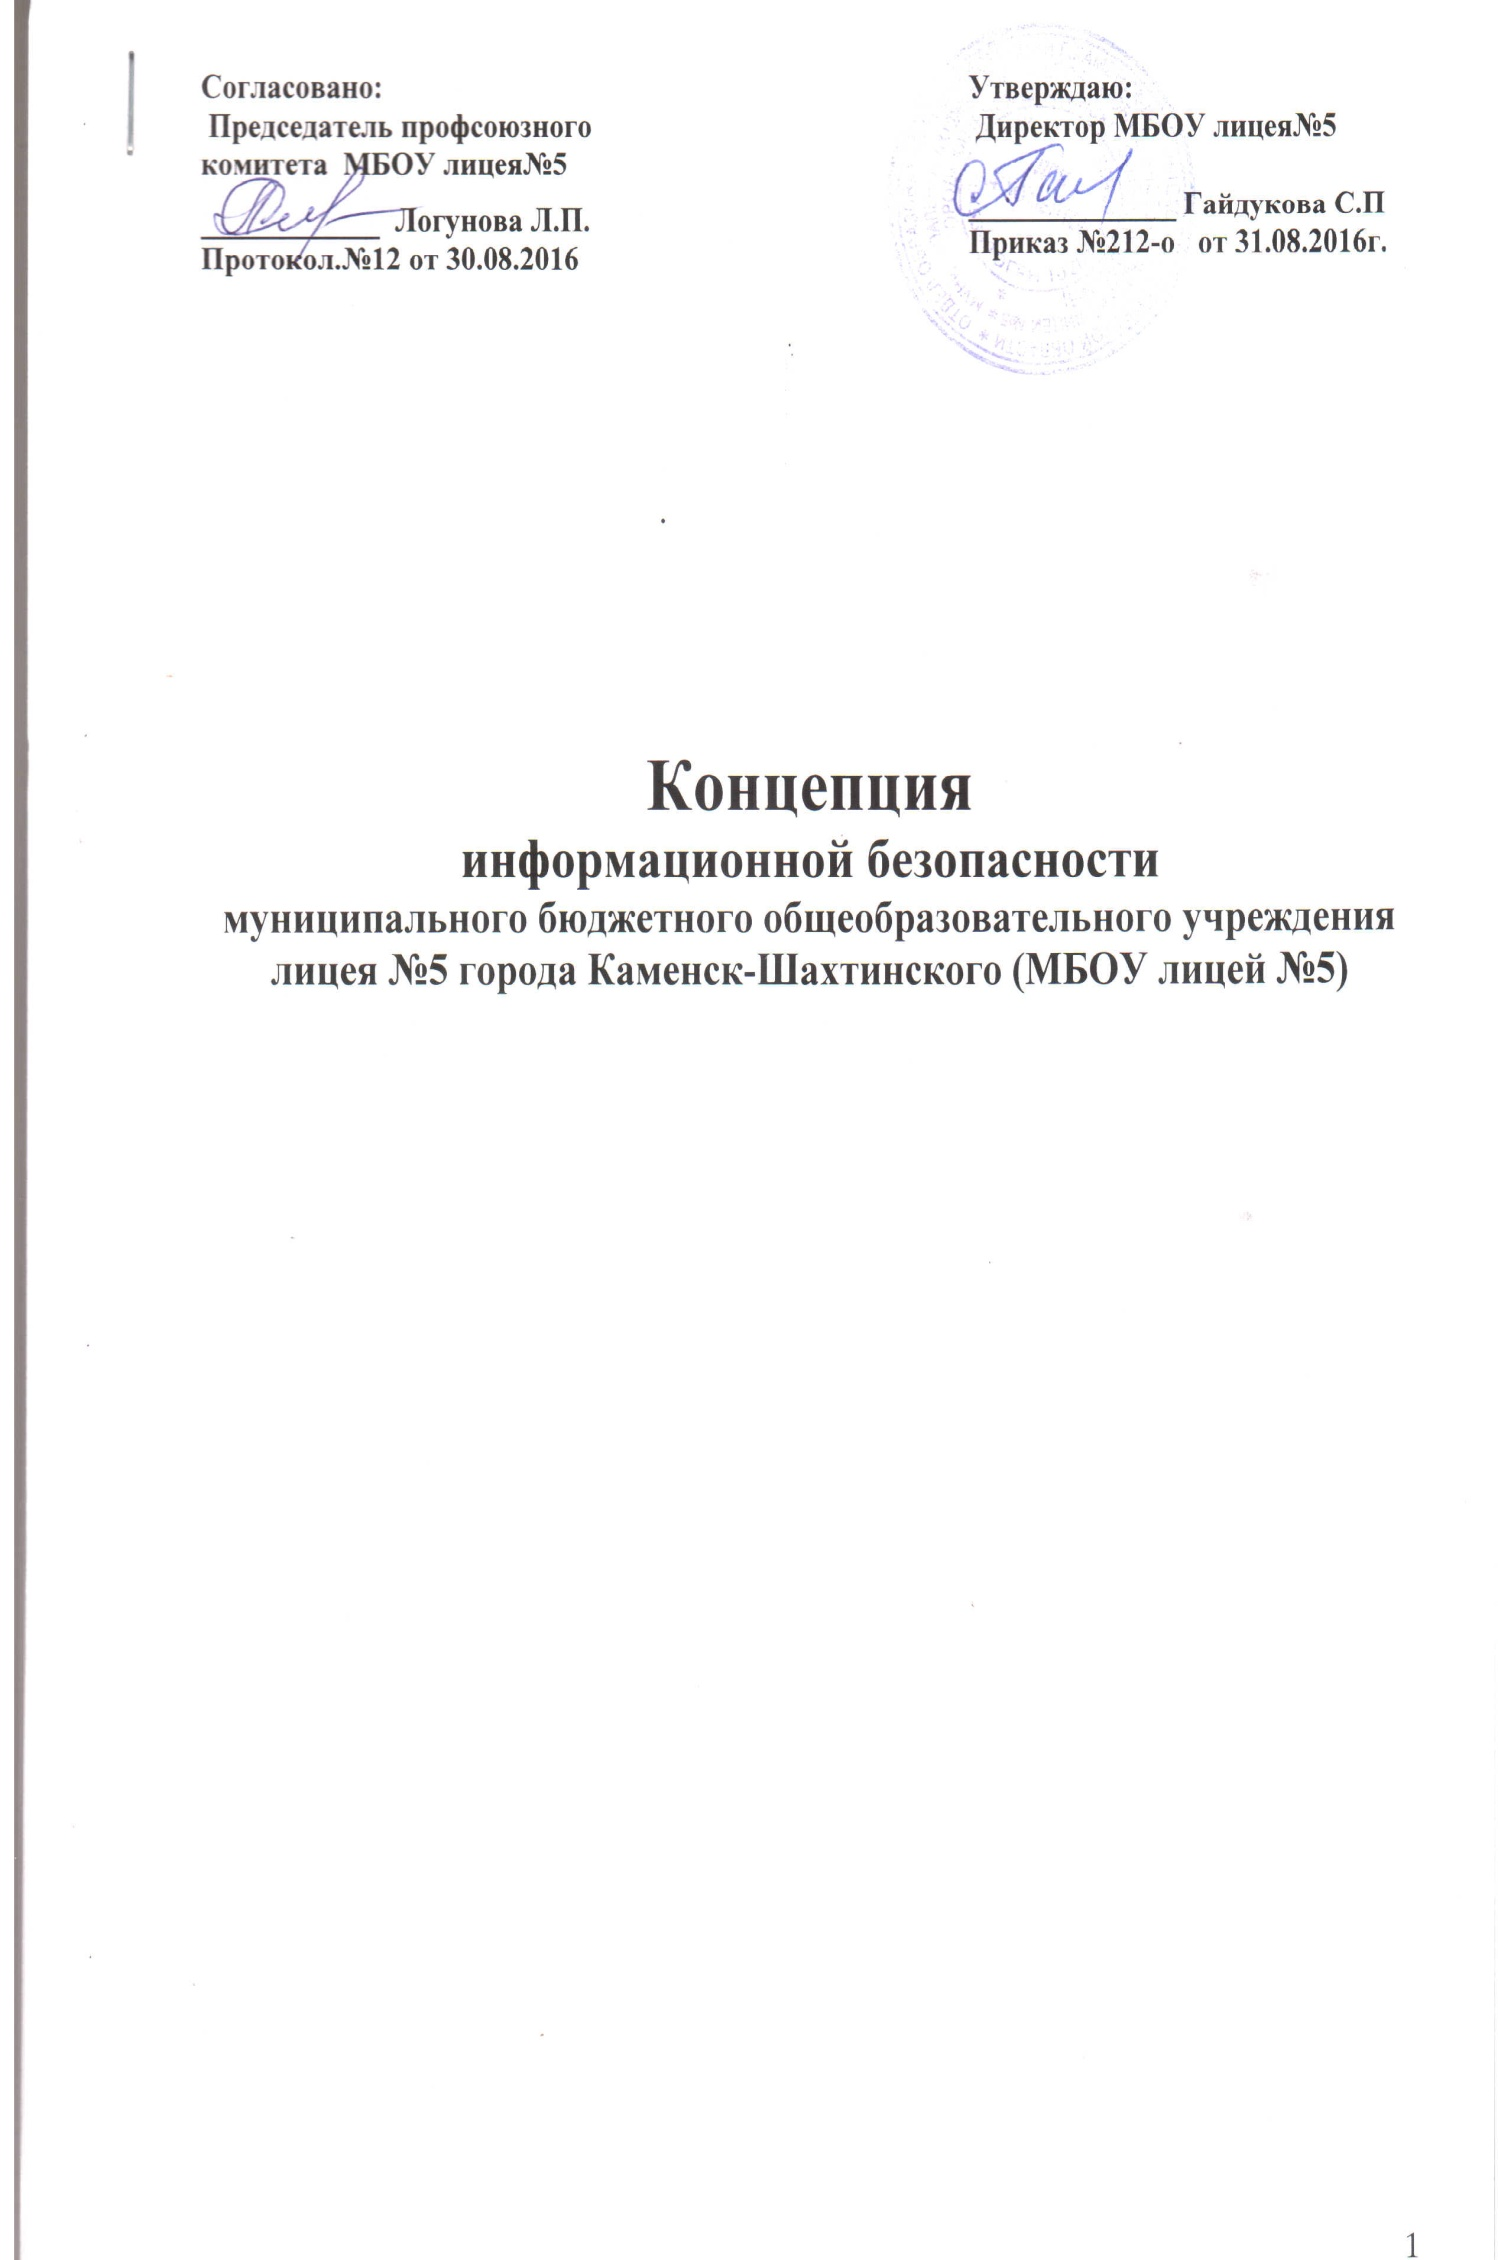 Согласовано:
Председатель профсоюзного
комитета МБОУ лицея№5
Логунова Л.П.
Протокол.№12 от 30.08.2016
Утверждаю:
Директор МБОУ лицея№5
Гайдукова С.П
Приказ №212-о от 31.08.2016г.
Концепция
информационной безопасности
муниципального бюджетного общеобразовательного учреждения
лицея №5 города Каменск-Шахтинского (МБОУ лицей №5)
1